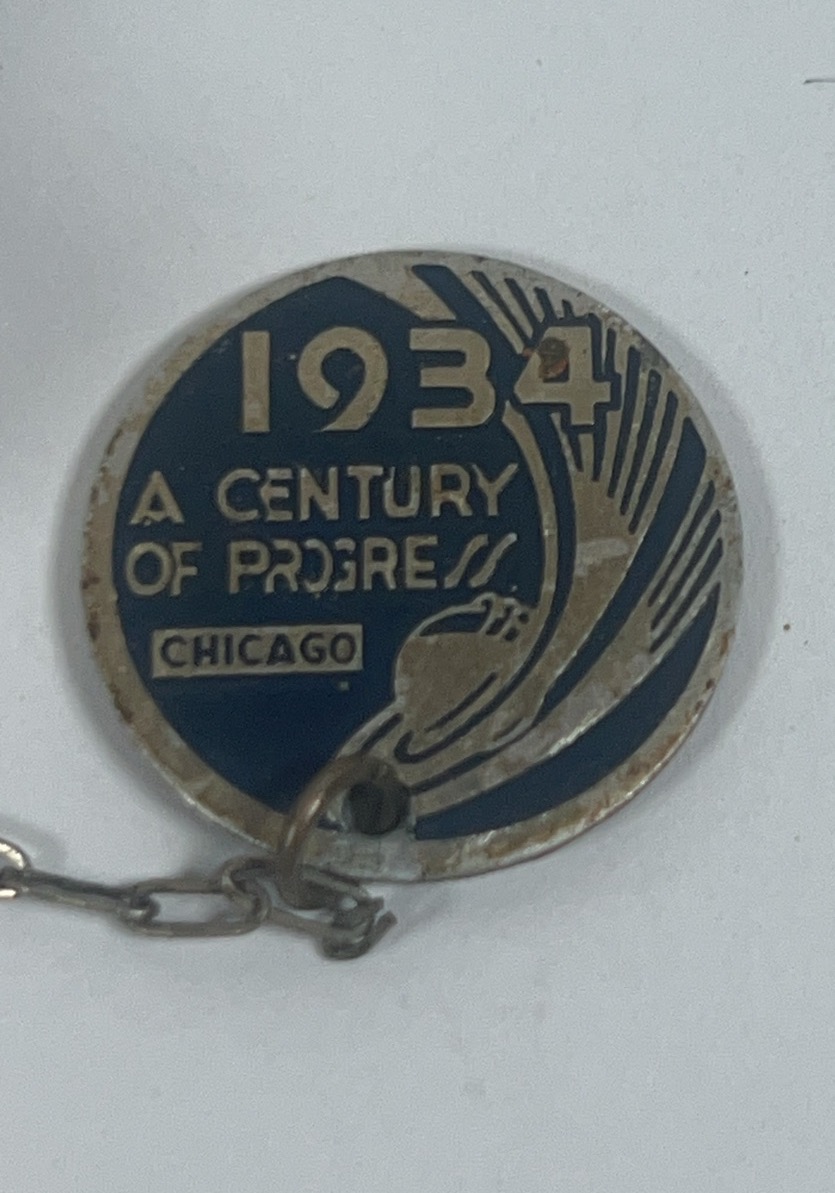 1934
A CENTURY
OF PROGRESS
CHICAGO